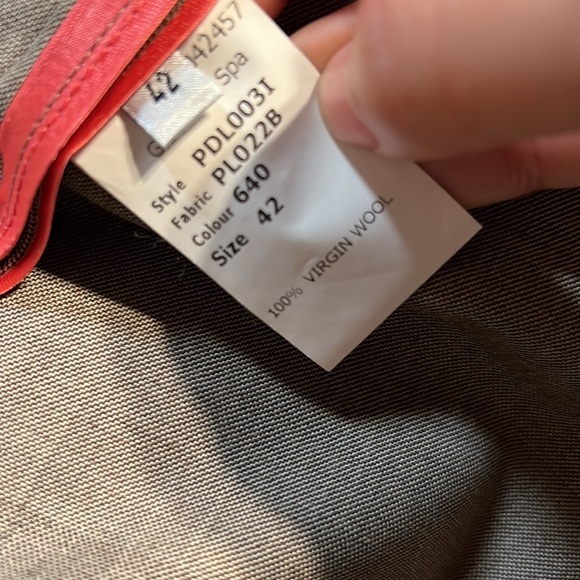 42457
Spa
42
Style PDL003I
Fabric PL022B
Colour 640
Size 42
100% VIRGIN WOOL